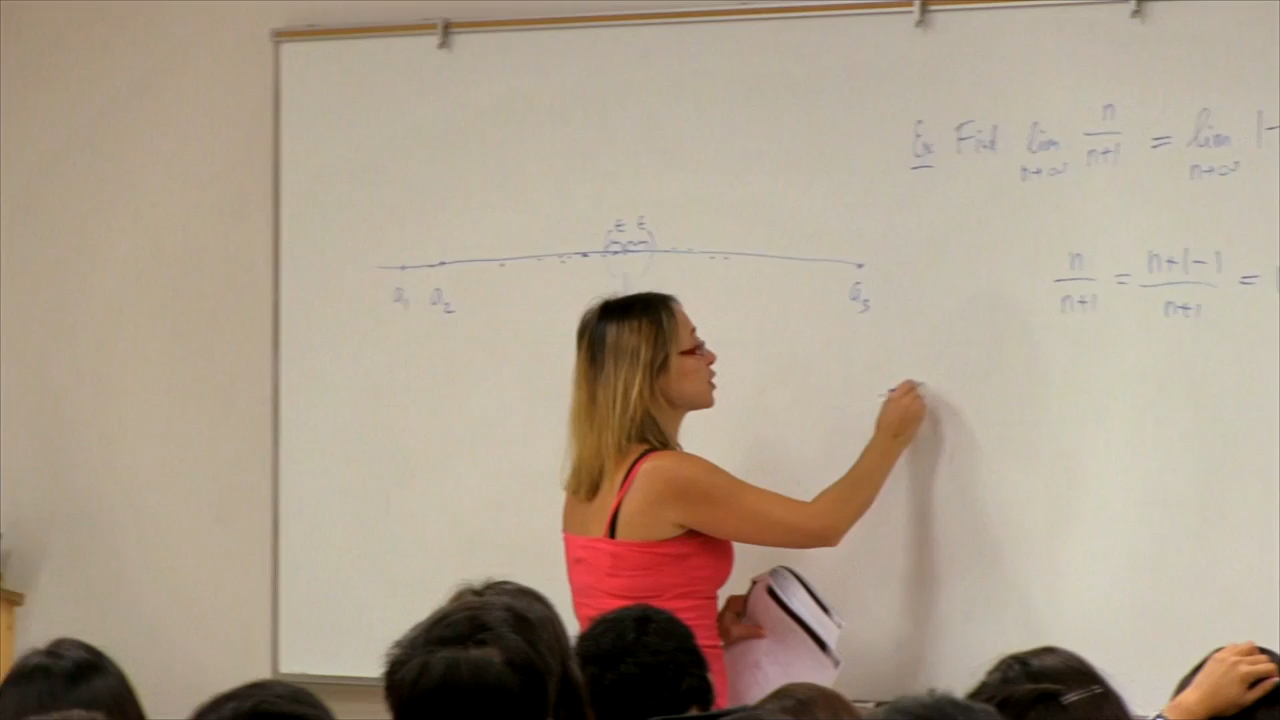 ε ε
a₁ a₂ a₃
Ex Find lim n→∞ n/(n+1) = lim n→∞ 1-
n/(n+1) = (n+1-1)/(n+1) =